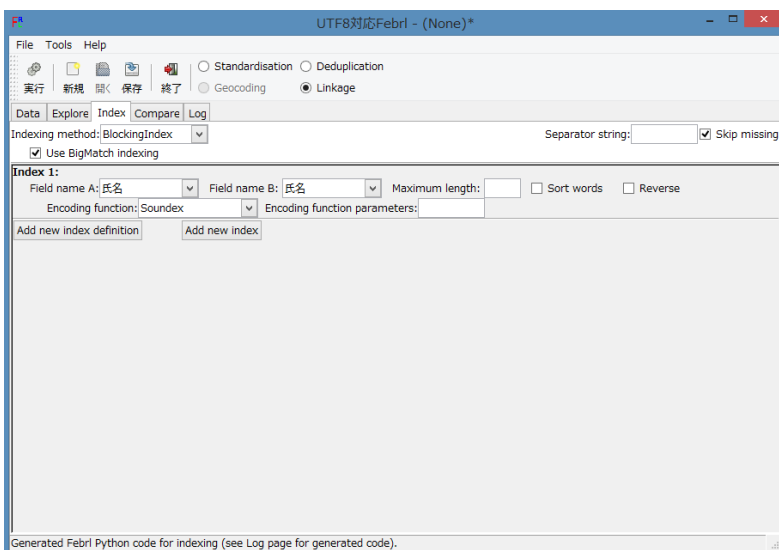 UTF8対応Febrl - (None)*
File Tools Help
実行 新規 開く 保存 終了 Standardisation Deduplication
Geocoding Linkage
Data Explore Index Compare Log
Indexing method: BlockingIndex Separator string: Skip missing
Use BigMatch indexing
Index 1:
Field name A: 氏名 Field name B: 氏名 Maximum length: Sort words Reverse
Encoding function: Soundex Encoding function parameters:
Add new index definition Add new index
Generated Febrl Python code for indexing (see Log page for generated code).